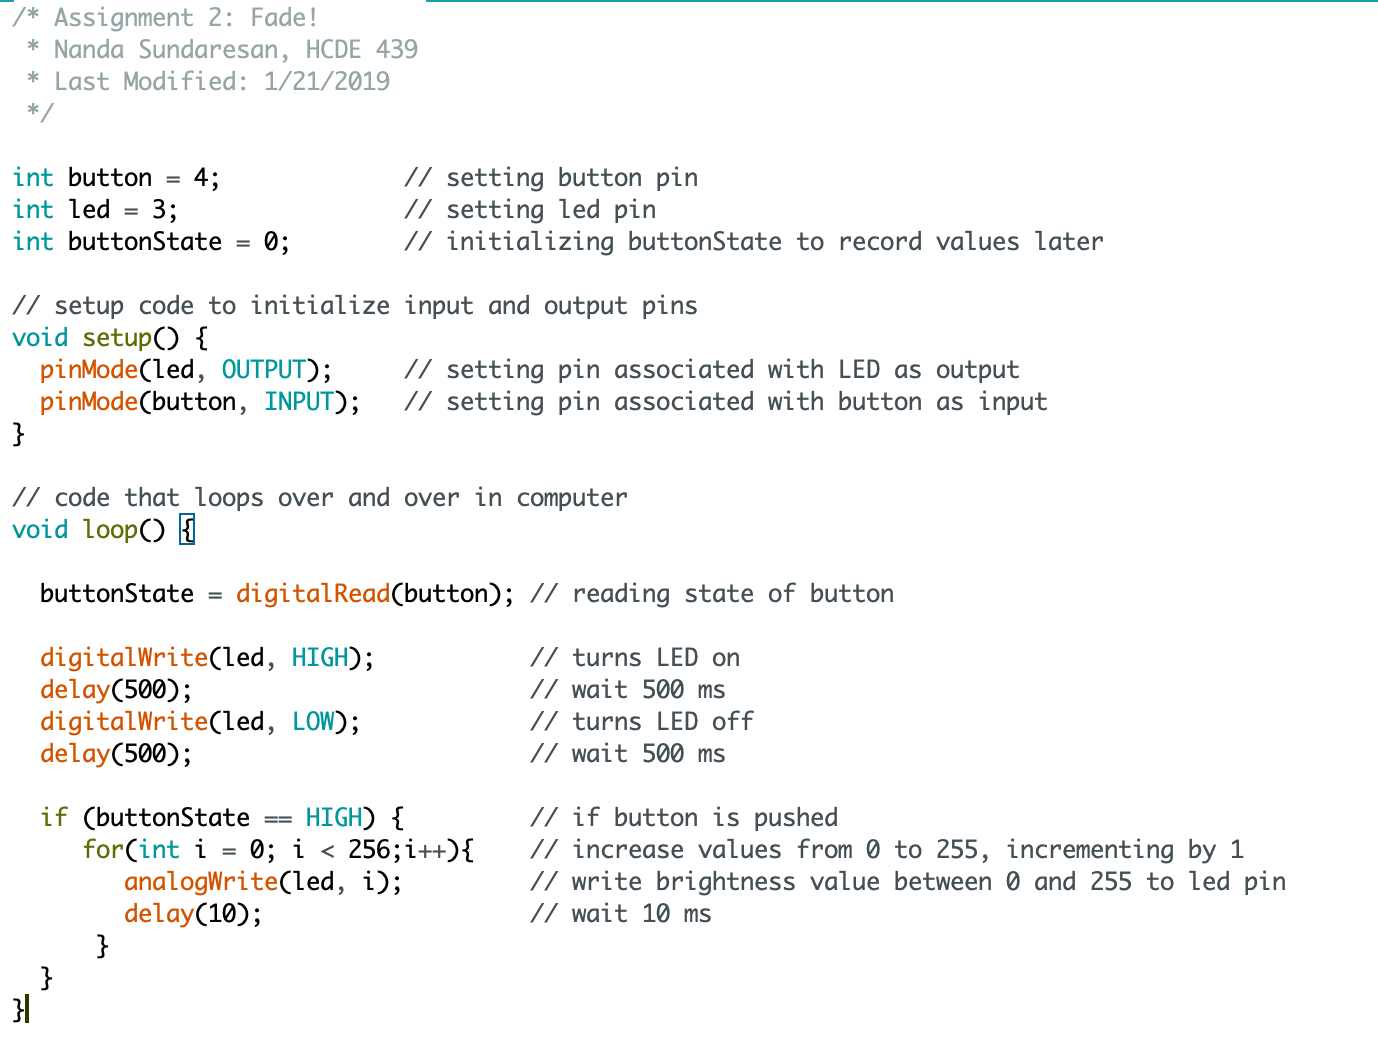 /* Assignment 2: Fade!
 * Nanda Sundaresan, HCDE 439
 * Last Modified: 1/21/2019
 */

int button = 4;             // setting button pin
int led = 3;                // setting led pin
int buttonState = 0;        // initializing buttonState to record values later

// setup code to initialize input and output pins
void setup() {
  pinMode(led, OUTPUT);     // setting pin associated with LED as output
  pinMode(button, INPUT);   // setting pin associated with button as input
}

// code that loops over and over in computer
void loop() {

  buttonState = digitalRead(button); // reading state of button

  digitalWrite(led, HIGH);           // turns LED on
  delay(500);                        // wait 500 ms
  digitalWrite(led, LOW);            // turns LED off
  delay(500);                        // wait 500 ms

  if (buttonState == HIGH) {         // if button is pushed
     for(int i = 0; i < 256;i++){    // increase values from 0 to 255, incrementing by 1
        analogWrite(led, i);         // write brightness value between 0 and 255 to led pin
        delay(10);                   // wait 10 ms
      }
  }
}